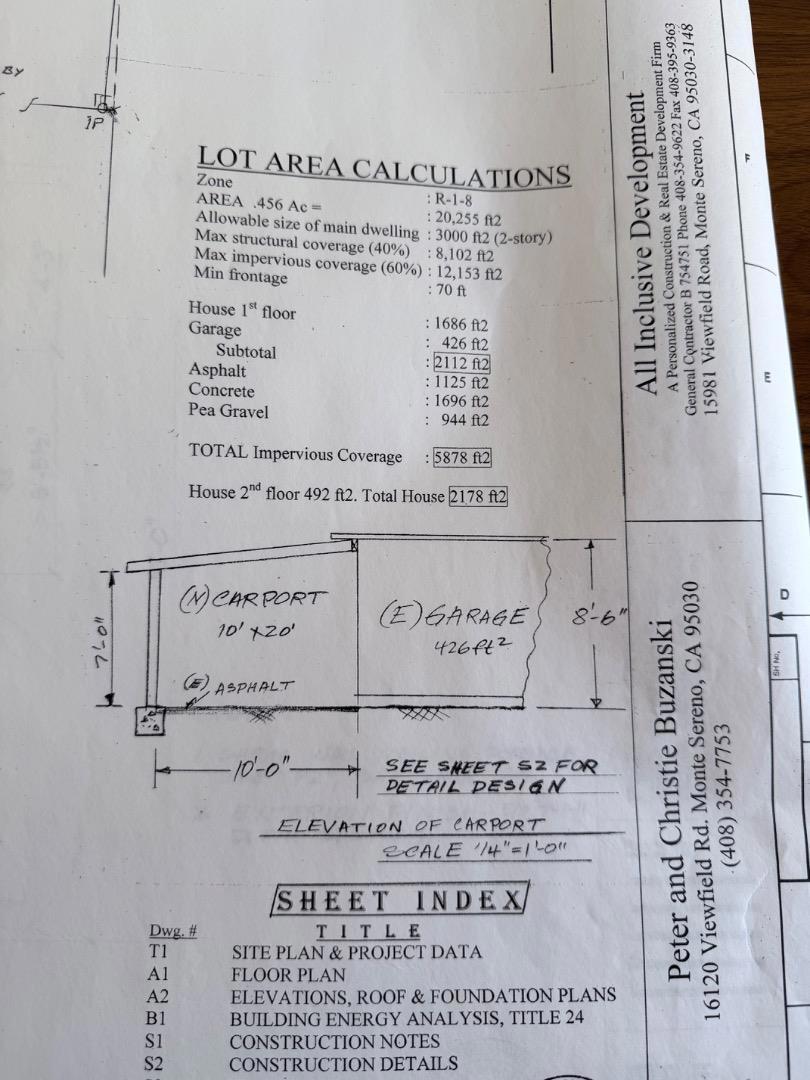 BY
IP
LOT AREA CALCULATIONS
Zone : R-1-8
AREA .456 Ac = : 20,255 ft2
Allowable size of main dwelling : 3000 ft2 (2-story)
Max structural coverage (40%) : 8,102 ft2
Max impervious coverage (60%) : 12,153 ft2
Min frontage : 70 ft
House 1st floor : 1686 ft2
Garage : 426 ft2
Subtotal : 2112 ft2
Asphalt : 1125 ft2
Concrete : 1696 ft2
Pea Gravel : 944 ft2
TOTAL Impervious Coverage : 5878 ft2
House 2nd floor 492 ft2. Total House 2178 ft2
(N) CARPORT
10' x 20'
(E) GARAGE
426 ft2
8'-6"
7'-0"
(E) ASPHALT
10'-0"
SEE SHEET S2 FOR
DETAIL DESIGN
ELEVATION OF CARPORT
SCALE 1/4"=1'-0"
SHEET INDEX
Dwg. # TITLE
T1 SITE PLAN & PROJECT DATA
A1 FLOOR PLAN
A2 ELEVATIONS, ROOF & FOUNDATION PLANS
B1 BUILDING ENERGY ANALYSIS, TITLE 24
S1 CONSTRUCTION NOTES
S2 CONSTRUCTION DETAILS
All Inclusive Development
A Personalized Construction & Real Estate Development Firm
General Contractor B 754751 Phone 408-354-9622 Fax 408-395-9363
15981 Viewfield Road, Monte Sereno, CA 95030-3148
Peter and Christie Buzanski
16120 Viewfield Rd. Monte Sereno, CA 95030
(408) 354-7753
F
E
D
SH No.